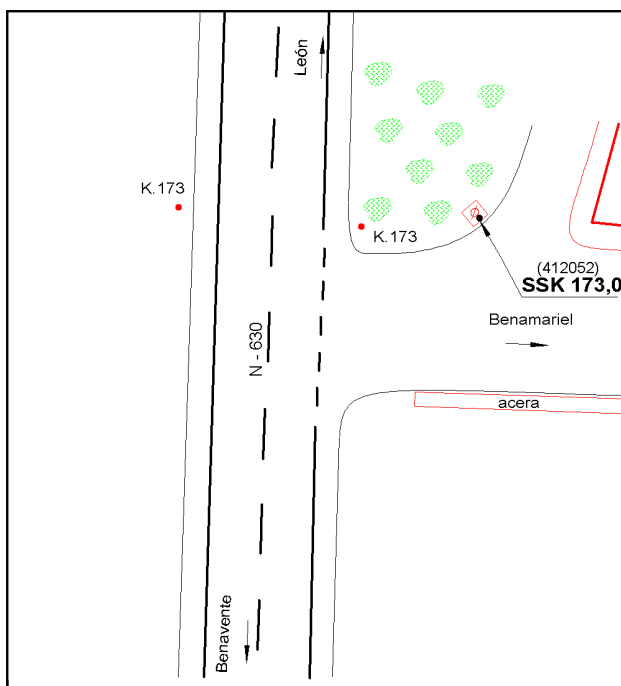 León
K.173
K.173
(412052)
SSK 173,0
Benamariel
N - 630
acera
Benavente